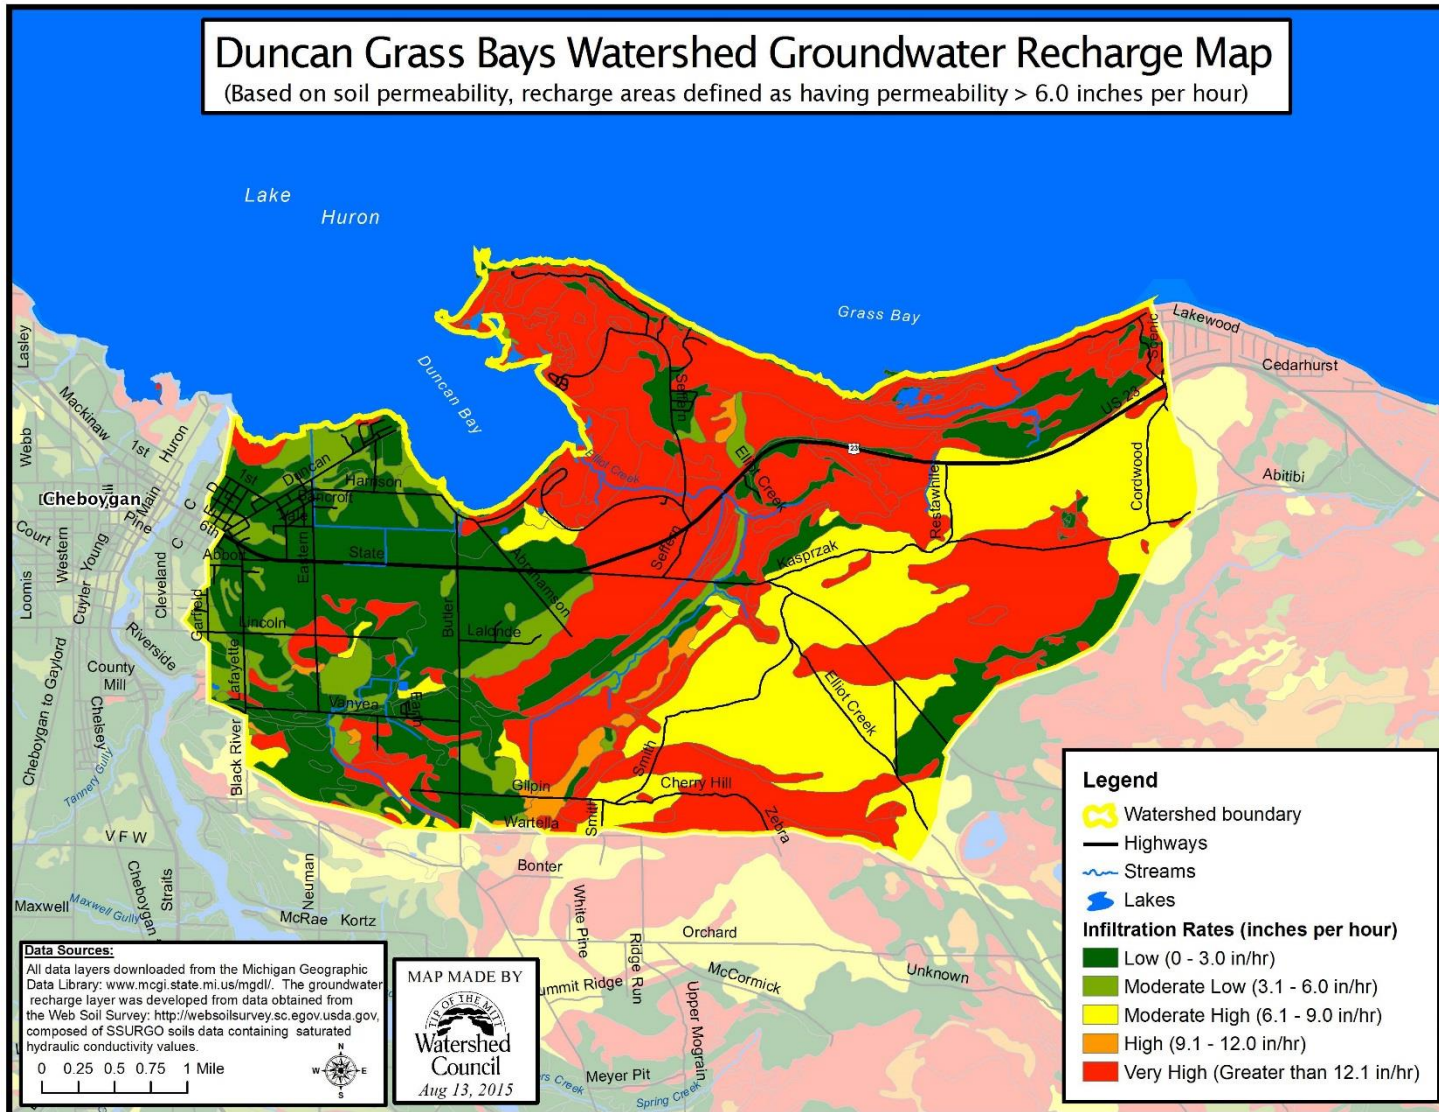 Duncan Grass Bays Watershed Groundwater Recharge Map
(Based on soil permeability, recharge areas defined as having permeability > 6.0 inches per hour)
Lake
Huron
Grass Bay
Duncan Bay
Lasley
Webb
Mackinaw
1st
Huron
Main
Pine
Cheboygan
Court
Western
Loomis
Cuyler
Young
Cleveland
C
C
D
E
F
6th
1st
Duncan
Harrison
Bancroft
Abbott
State
Eastern
Garfield
Lincoln
Lafayette
Butler
Lalonde
Abrahamson
Riverside
County
Mill
Cheboygan to Gaylord
Chelsey
Tannery Gully
Black River
Vanyea
Earl
Seffern
Seffern
Elliot Creek
Elliot Creek
23
US 23
Scenic
Lakewood
Cedarhurst
Restawhile
Cordwood
Abitibi
Kasprzak
Elliot Creek
Smith
Gilpin
Cherry Hill
Wartella
Smith
Zebra
V F W
Cheboygan
Straits
Maxwell
Maxwell Gully
Neuman
McRae
Kortz
Bonter
White Pine
Ridge Run
Orchard
McCormick
Unknown
ummit Ridge
Upper Mograin
Meyer Pit
rs Creek
Spring Creek
Legend
Watershed boundary
Highways
Streams
Lakes
Infiltration Rates (inches per hour)
Low (0 - 3.0 in/hr)
Moderate Low (3.1 - 6.0 in/hr)
Moderate High (6.1 - 9.0 in/hr)
High (9.1 - 12.0 in/hr)
Very High (Greater than 12.1 in/hr)
Data Sources:
All data layers downloaded from the Michigan Geographic
Data Library: www.mcgi.state.mi.us/mgdl/. The groundwater
recharge layer was developed from data obtained from
the Web Soil Survey: http://websoilsurvey.sc.egov.usda.gov,
composed of SSURGO soils data containing saturated
hydraulic conductivity values.
0 0.25 0.5 0.75 1 Mile
N
W E
S
MAP MADE BY
TIP OF THE MITT
Watershed
Council
Aug 13, 2015